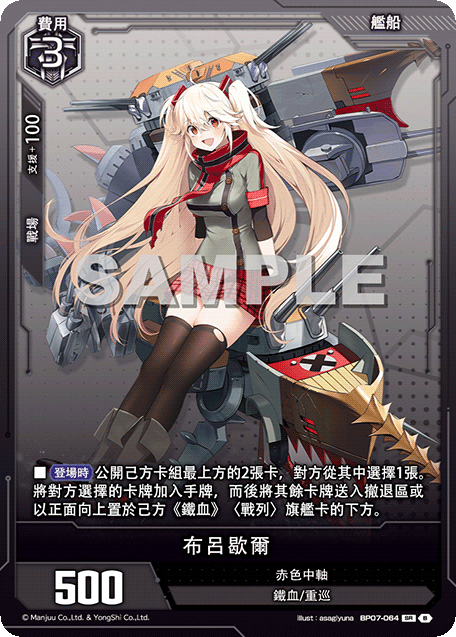 費用
3
艦船
支援+100
戰場
SAMPLE
■ 登場時 公開己方卡組最上方的2張卡，對方從其中選擇1張。
將對方選擇的卡牌加入手牌，而後將其餘卡牌送入撤退區或
以正面向上置於己方《鐵血》〈戰列〉旗艦卡的下方。
布呂歇爾
500
赤色中軸
鐵血/重巡
© Manjuu Co.,Ltd. & YongShi Co.,Ltd.
illust : asagiyuna BP07-064 SR B